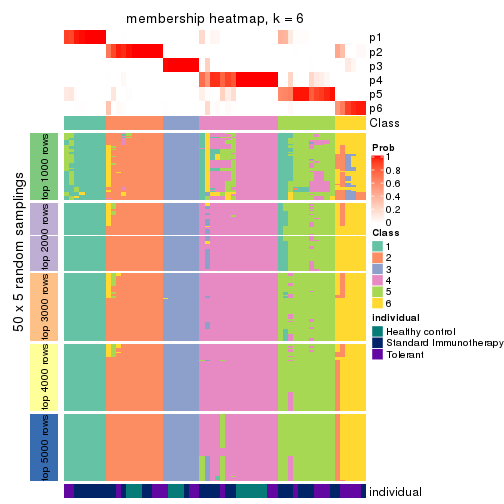 membership heatmap, k = 6
p1
p2
p3
p4
p5
p6
Class
50 x 5 random samplings
top 1000 rows
top 2000 rows
top 3000 rows
top 4000 rows
top 5000 rows
Prob
1
0.8
0.6
0.4
0.2
0
Class
1
2
3
4
5
6
individual
Healthy control
Standard Immunotherapy
Tolerant
individual